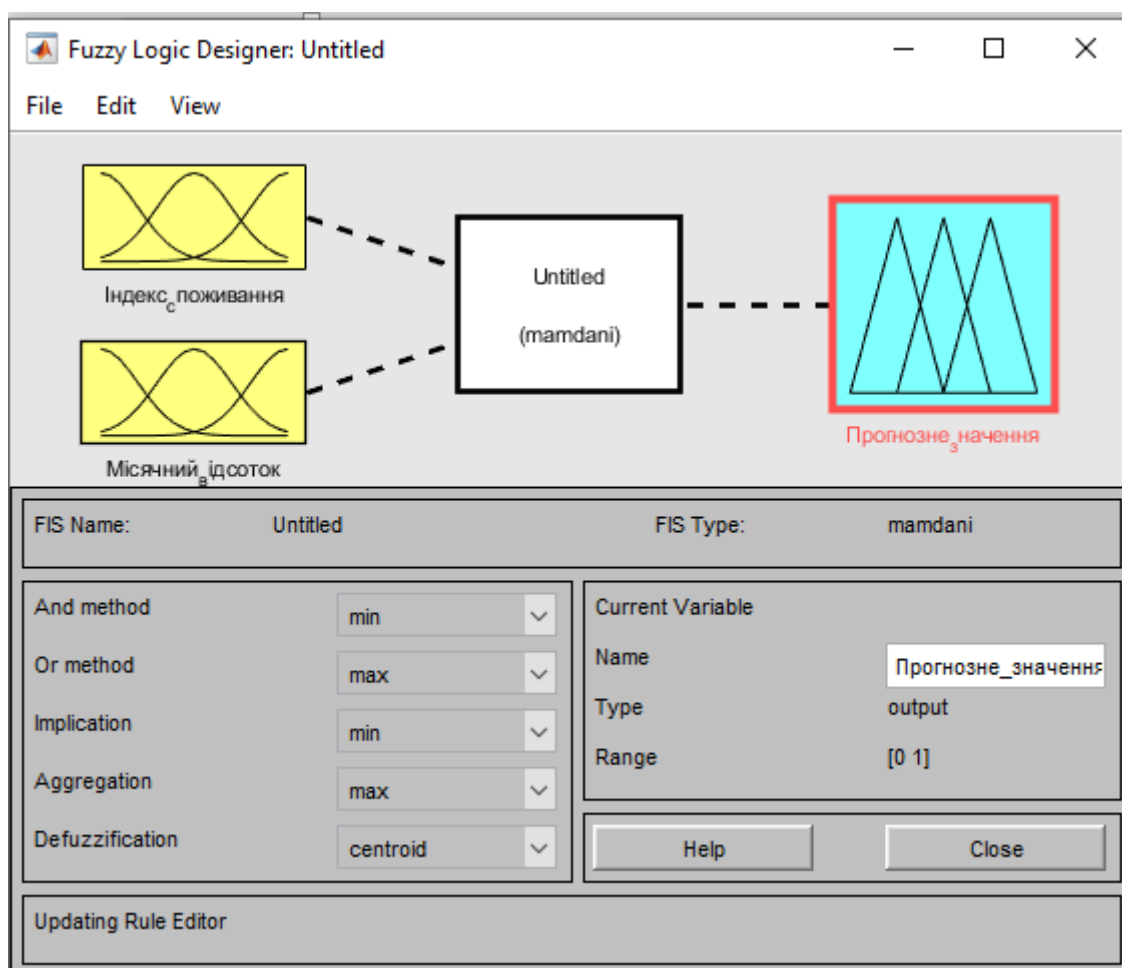 Fuzzy Logic Designer: Untitled
File Edit View
Індекс_споживання
Місячний_відсоток
Untitled
(mamdani)
Прогнозне_значення
FIS Name: Untitled FIS Type: mamdani
And method min
Or method max
Implication min
Aggregation max
Defuzzification centroid
Current Variable
Name Прогнозне_значення
Type output
Range [0 1]
Help Close
Updating Rule Editor